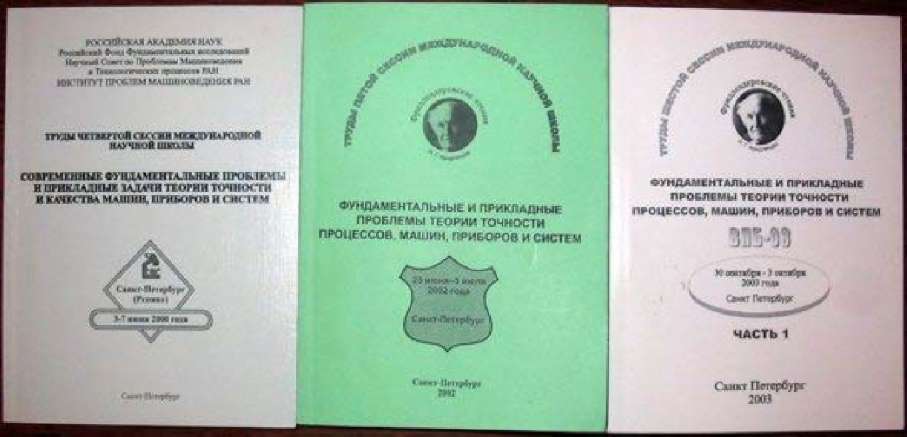 РОССИЙСКАЯ АКАДЕМИЯ НАУК
Российский Фонд Фундаментальных исследований
Научный Совет по Проблемам Машиноведения
и Технологических процессов РАН
ИНСТИТУТ ПРОБЛЕМ МАШИНОВЕДЕНИЯ РАН
ТРУДЫ ЧЕТВЕРТОЙ СЕССИИ МЕЖДУНАРОДНОЙ
НАУЧНОЙ ШКОЛЫ
СОВРЕМЕННЫЕ ФУНДАМЕНТАЛЬНЫЕ ПРОБЛЕМЫ
И ПРИКЛАДНЫЕ ЗАДАЧИ ТЕОРИИ ТОЧНОСТИ
И КАЧЕСТВА МАШИН, ПРИБОРОВ И СИСТЕМ
Санкт-Петербург
(Репино)
3-7 июня 2000 года
Санкт-Петербург
ТРУДЫ ПЯТОЙ СЕССИИ МЕЖДУНАРОДНОЙ НАУЧНОЙ ШКОЛЫ
Фридлендеровские чтения
ФУНДАМЕНТАЛЬНЫЕ И ПРИКЛАДНЫЕ
ПРОБЛЕМЫ ТЕОРИИ ТОЧНОСТИ
ПРОЦЕССОВ, МАШИН, ПРИБОРОВ И СИСТЕМ
2002 года
Санкт-Петербург
Санкт-Петербург
2002
ТРУДЫ ШЕСТОЙ СЕССИИ МЕЖДУНАРОДНОЙ НАУЧНОЙ ШКОЛЫ
Фридлендеровские чтения
ФУНДАМЕНТАЛЬНЫЕ И ПРИКЛАДНЫЕ
ПРОБЛЕМЫ ТЕОРИИ ТОЧНОСТИ
ПРОЦЕССОВ, МАШИН, ПРИБОРОВ И СИСТЕМ
30 сентября - 3 октября
2003 года
Санкт Петербург
ЧАСТЬ 1
Санкт Петербург
2003